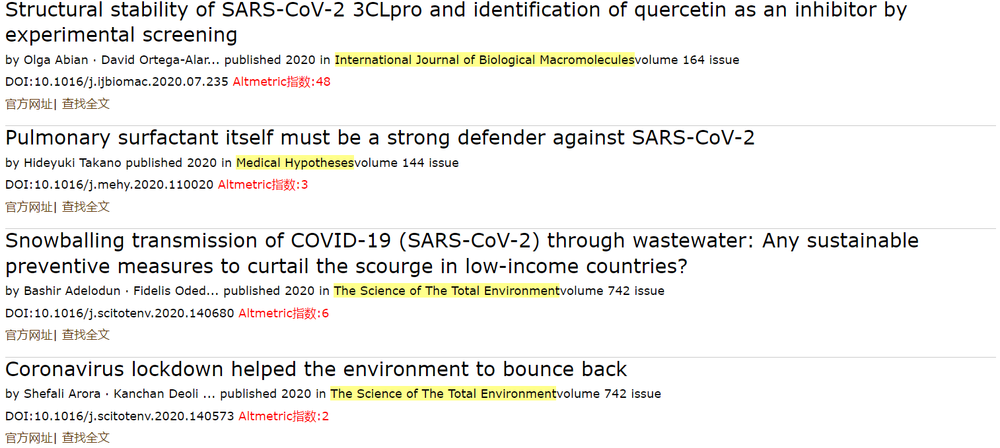 Structural stability of SARS-CoV-2 3CLpro and identification of quercetin as an inhibitor by
experimental screening
by Olga Abian · David Ortega-Alar... published 2020 in International Journal of Biological Macromoleculesvolume 164 issue
DOI:10.1016/j.ijbiomac.2020.07.235 Altmetric指数:48
官方网址| 查找全文
Pulmonary surfactant itself must be a strong defender against SARS-CoV-2
by Hideyuki Takano published 2020 in Medical Hypothesesvolume 144 issue
DOI:10.1016/j.mehy.2020.110020 Altmetric指数:3
官方网址| 查找全文
Snowballing transmission of COVID-19 (SARS-CoV-2) through wastewater: Any sustainable
preventive measures to curtail the scourge in low-income countries?
by Bashir Adelodun · Fidelis Oded... published 2020 in The Science of The Total Environmentvolume 742 issue
DOI:10.1016/j.scitotenv.2020.140680 Altmetric指数:6
官方网址| 查找全文
Coronavirus lockdown helped the environment to bounce back
by Shefali Arora · Kanchan Deoli ... published 2020 in The Science of The Total Environmentvolume 742 issue
DOI:10.1016/j.scitotenv.2020.140573 Altmetric指数:2
官方网址| 查找全文